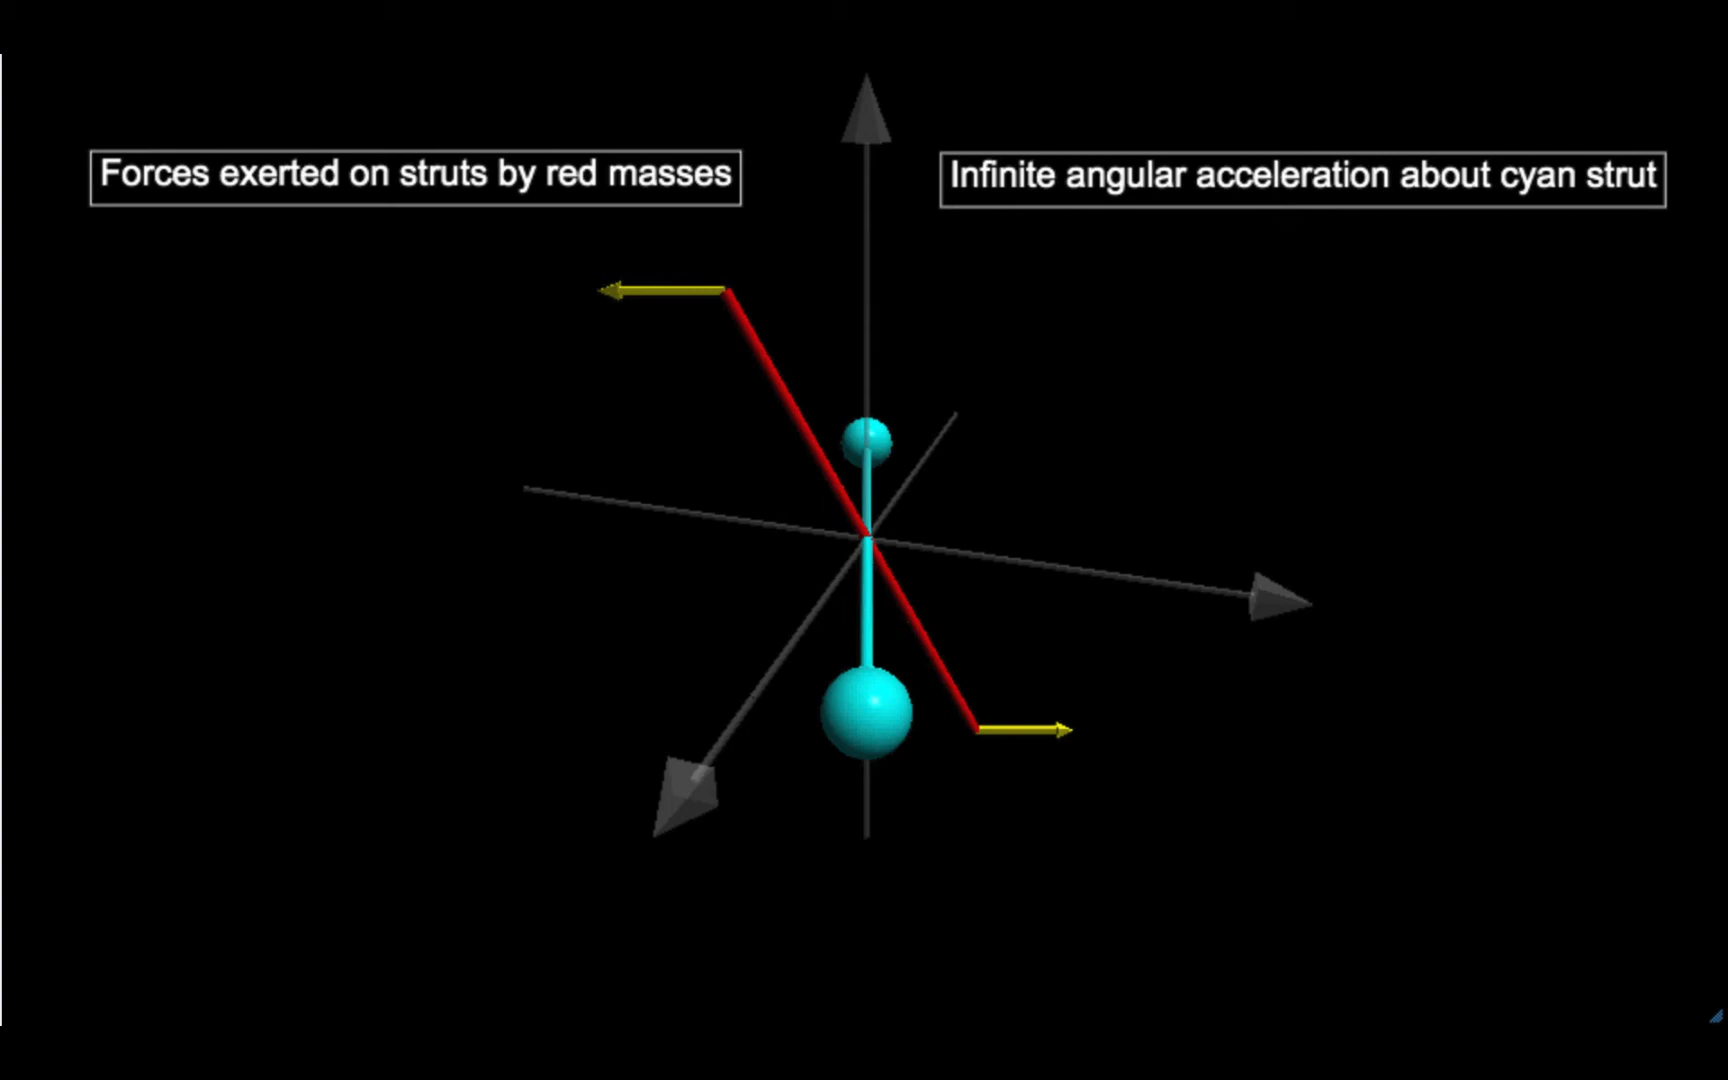 Forces exerted on struts by red masses
Infinite angular acceleration about cyan strut